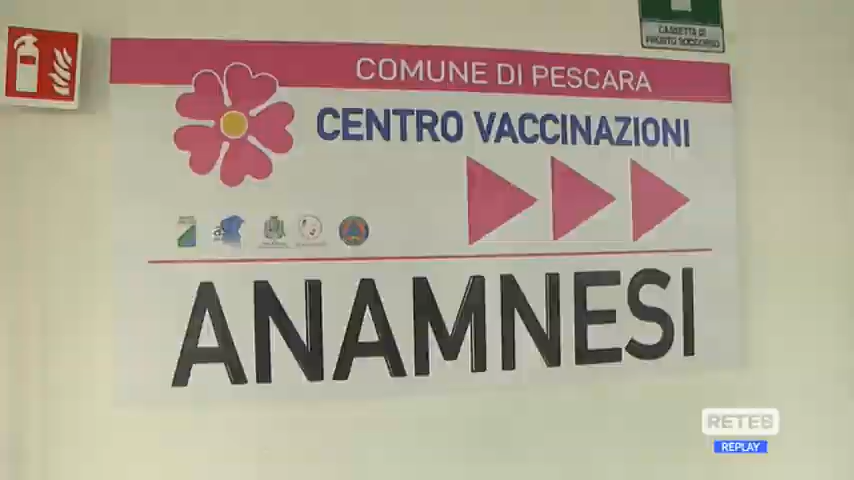 CASSETTA DI
PRONTO SOCCORSO
COMUNE DI PESCARA
CENTRO VACCINAZIONI
ANAMNESI
RETE8
REPLAY